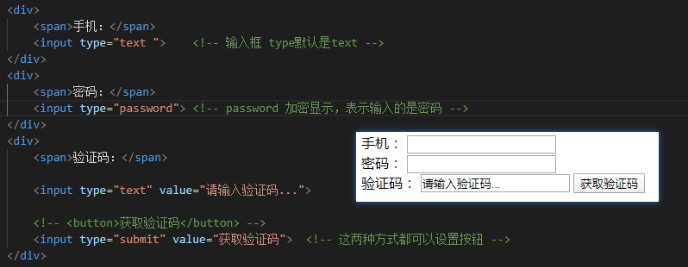 <div>
<span>手机：</span>
<input type="text "> <!-- 输入框 type默认是text -->
</div>
<div>
<span>密码：</span>
<input type="password"> <!-- password 加密显示，表示输入的是密码 -->
</div>
<div>
<span>验证码：</span>
<input type="text" value="请输入验证码...">
<!-- <button>获取验证码</button> -->
<input type="submit" value="获取验证码"> <!-- 这两种方式都可以设置按钮 -->
</div>
手机：
密码：
验证码： 请输入验证码... 获取验证码